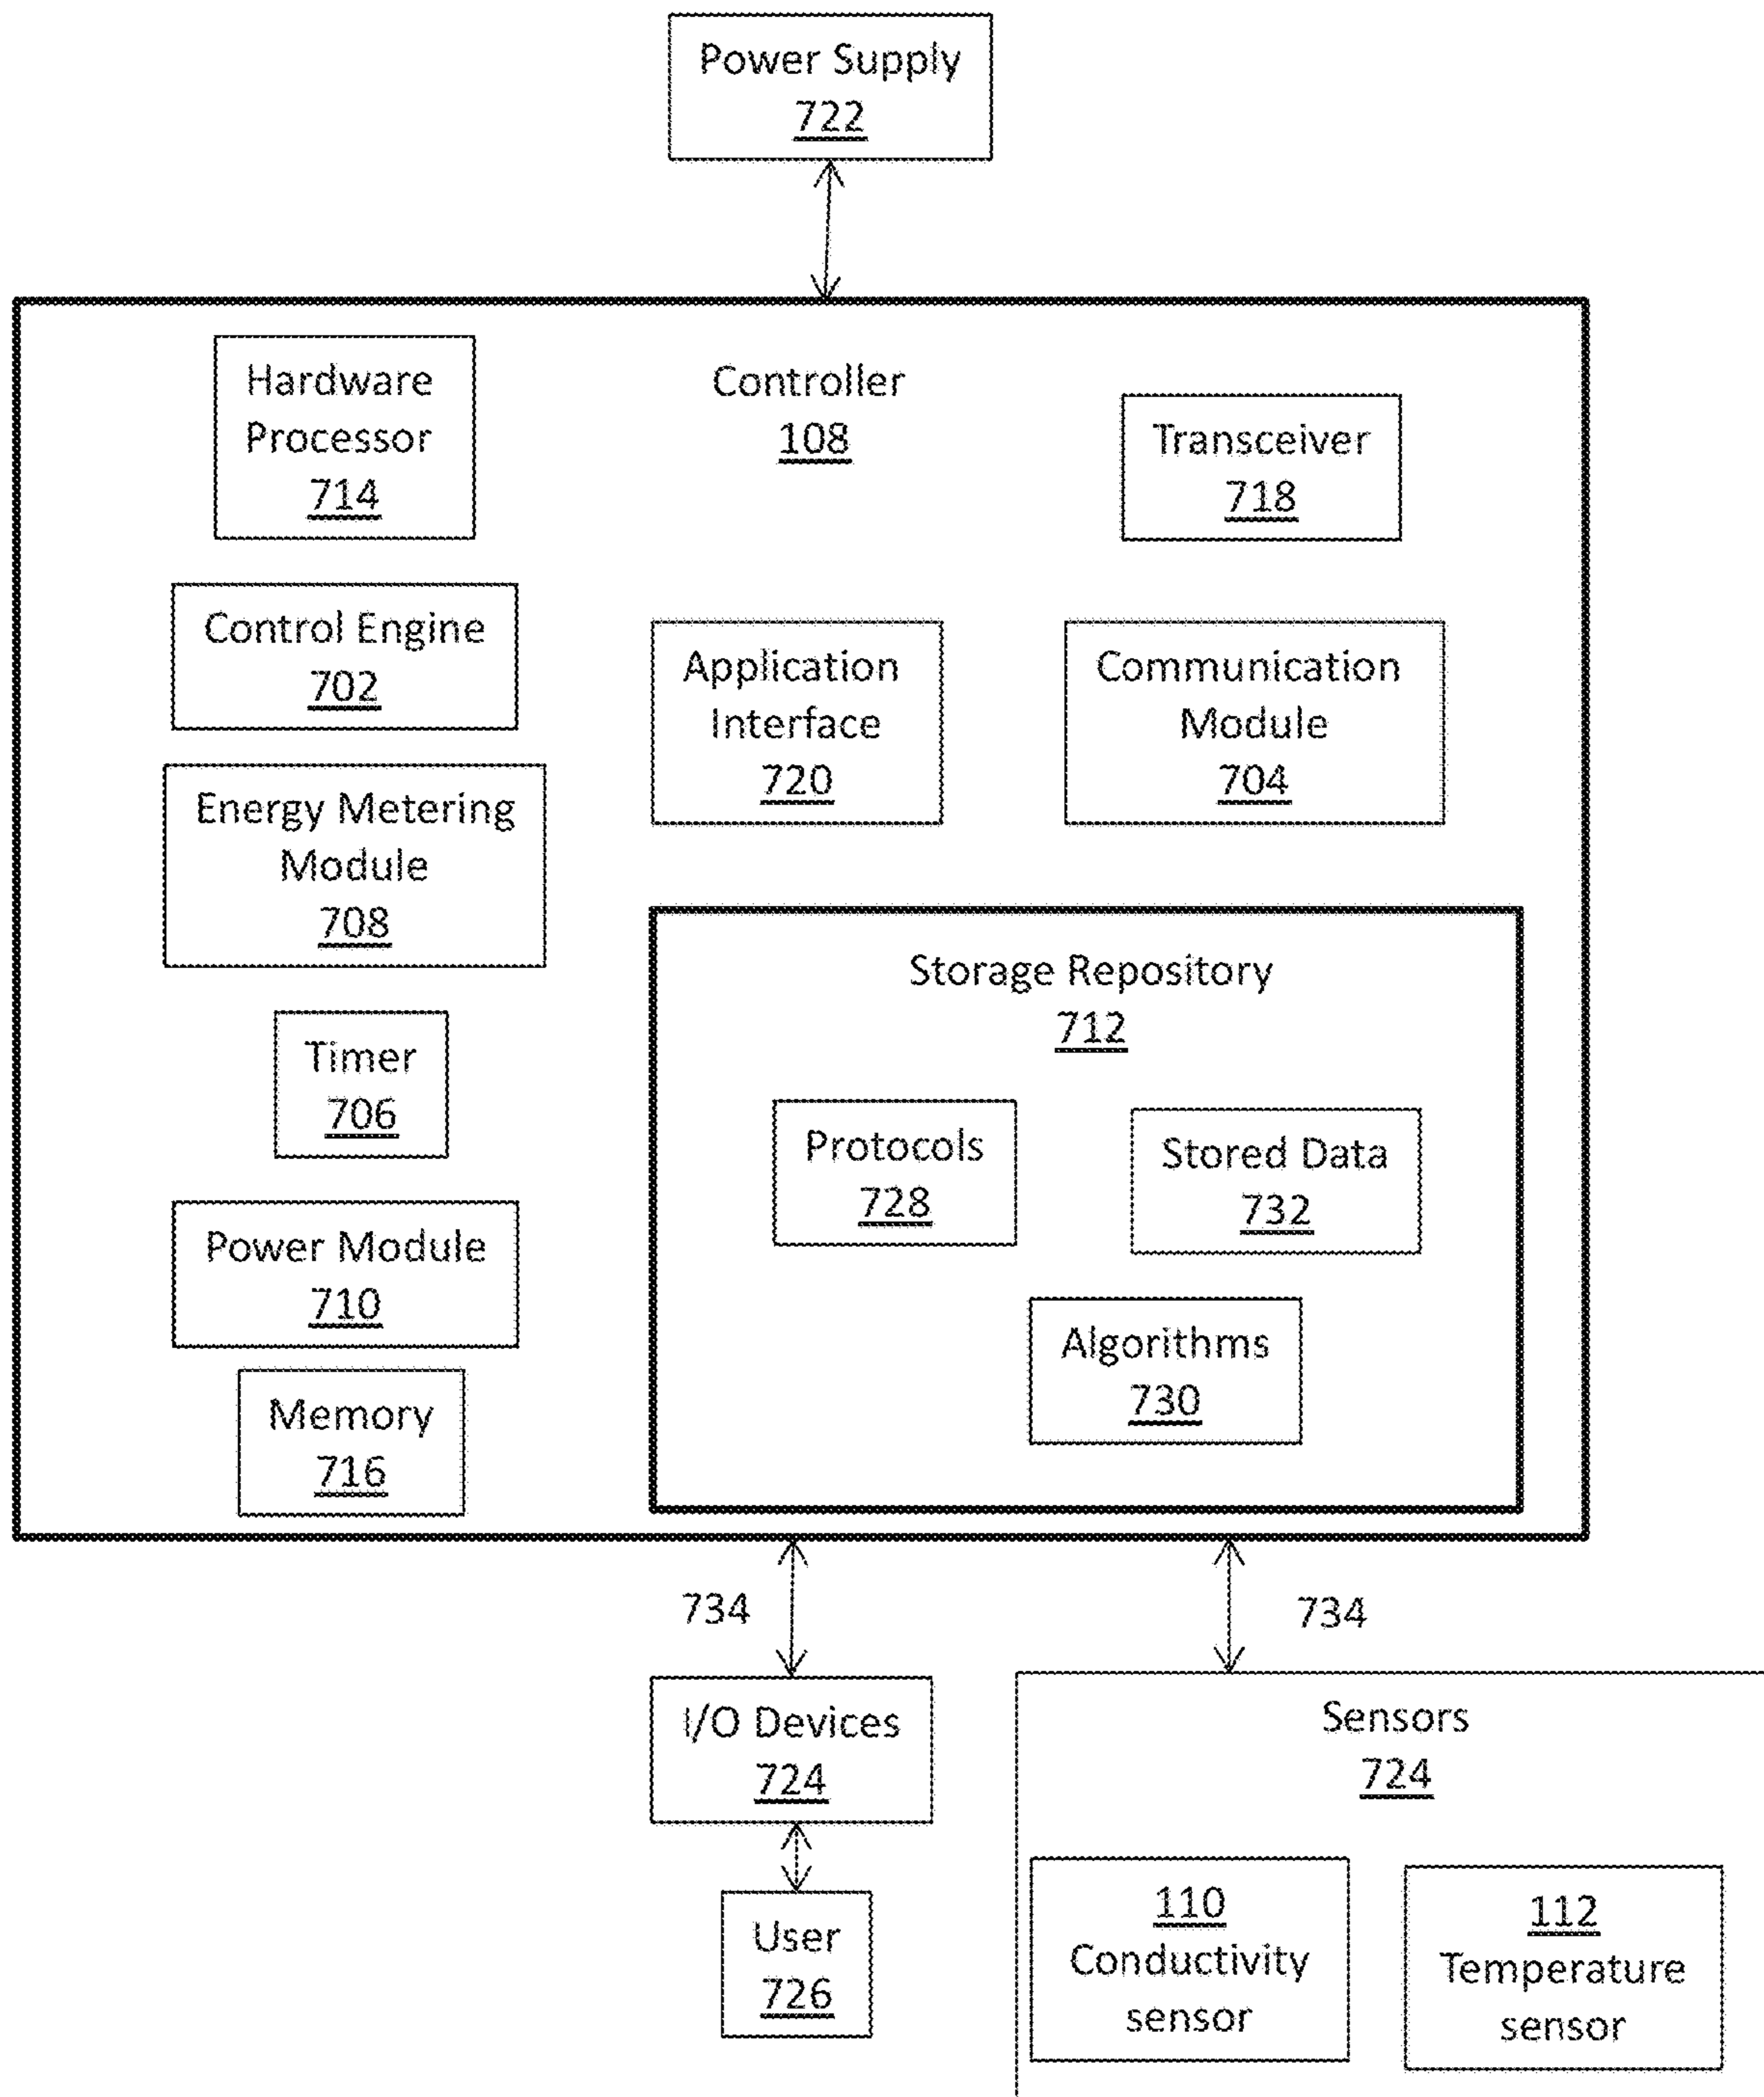 Power Supply
722
Hardware
Processor
714
Controller
108
Transceiver
718
Control Engine
702
Application
Interface
720
Communication
Module
704
Energy Metering
Module
708
Storage Repository
712
Timer
706
Protocols
728
Stored Data
732
Power Module
710
Algorithms
730
Memory
716
734
734
I/O Devices
724
Sensors
724
User
726
110
Conductivity
sensor
112
Temperature
sensor